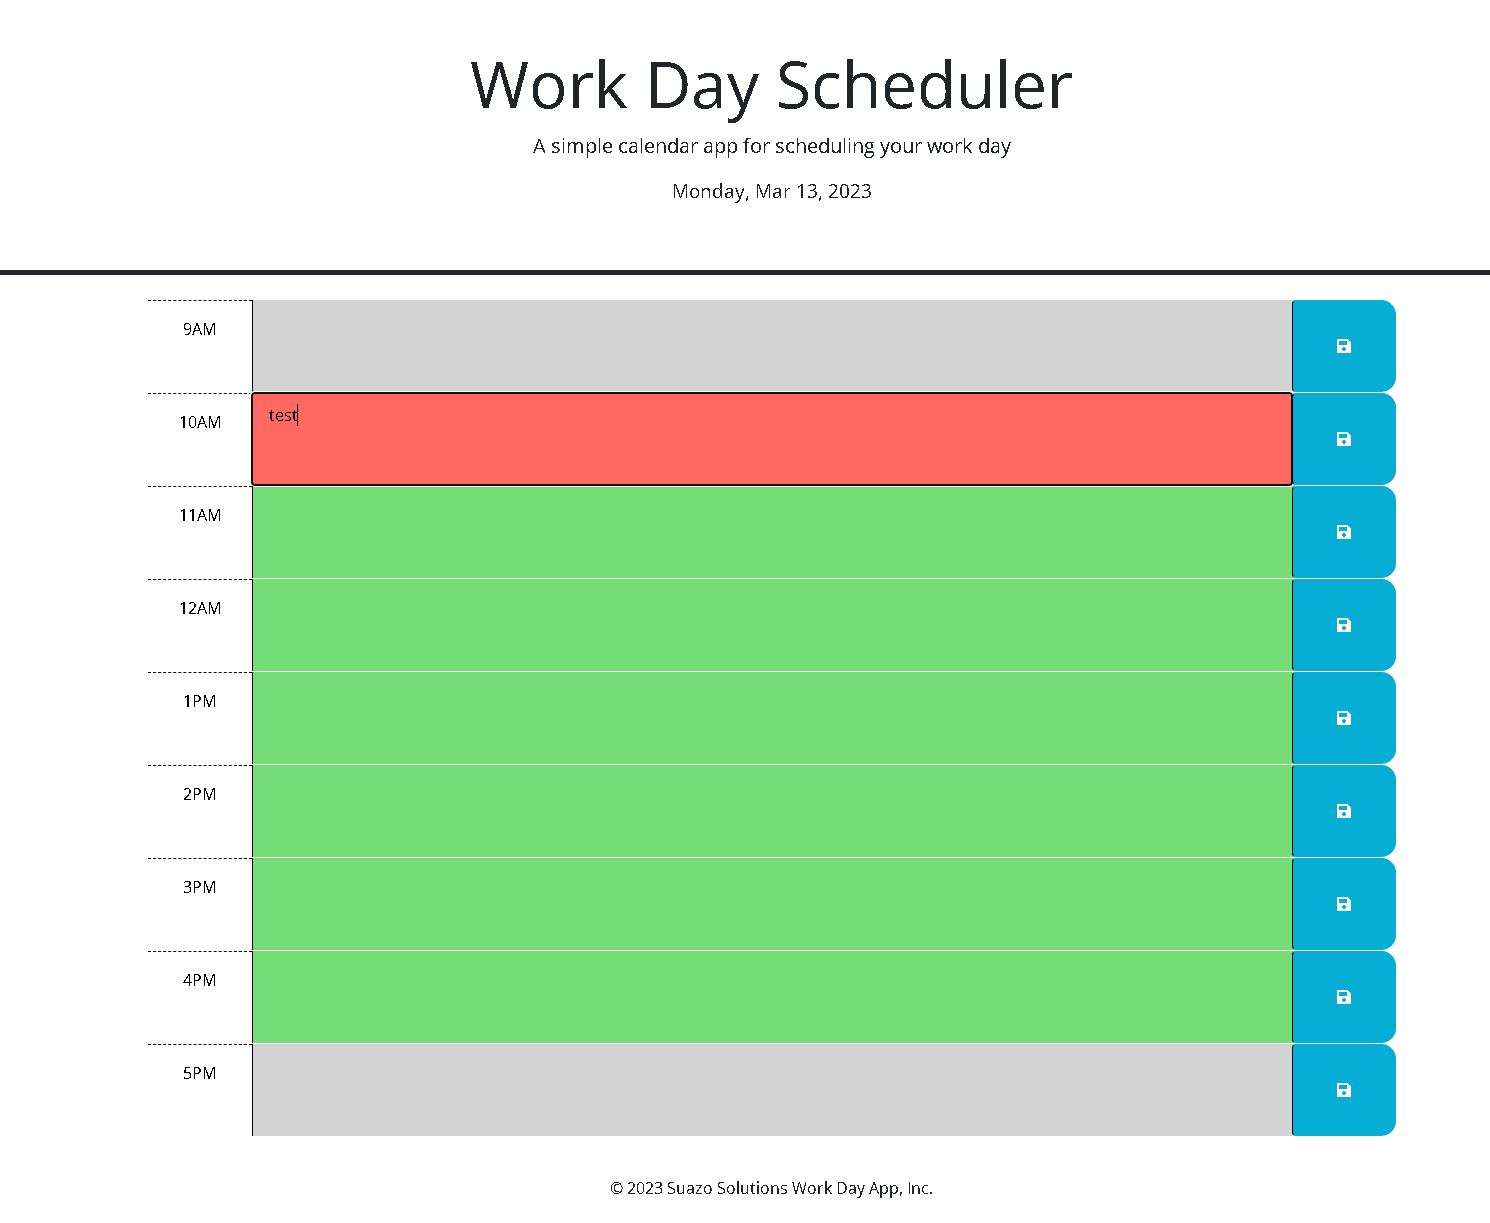 Work Day Scheduler
A simple calendar app for scheduling your work day
Monday, Mar 13, 2023
9AM
10AM
test
11AM
12AM
1PM
2PM
3PM
4PM
5PM
© 2023 Suazo Solutions Work Day App, Inc.